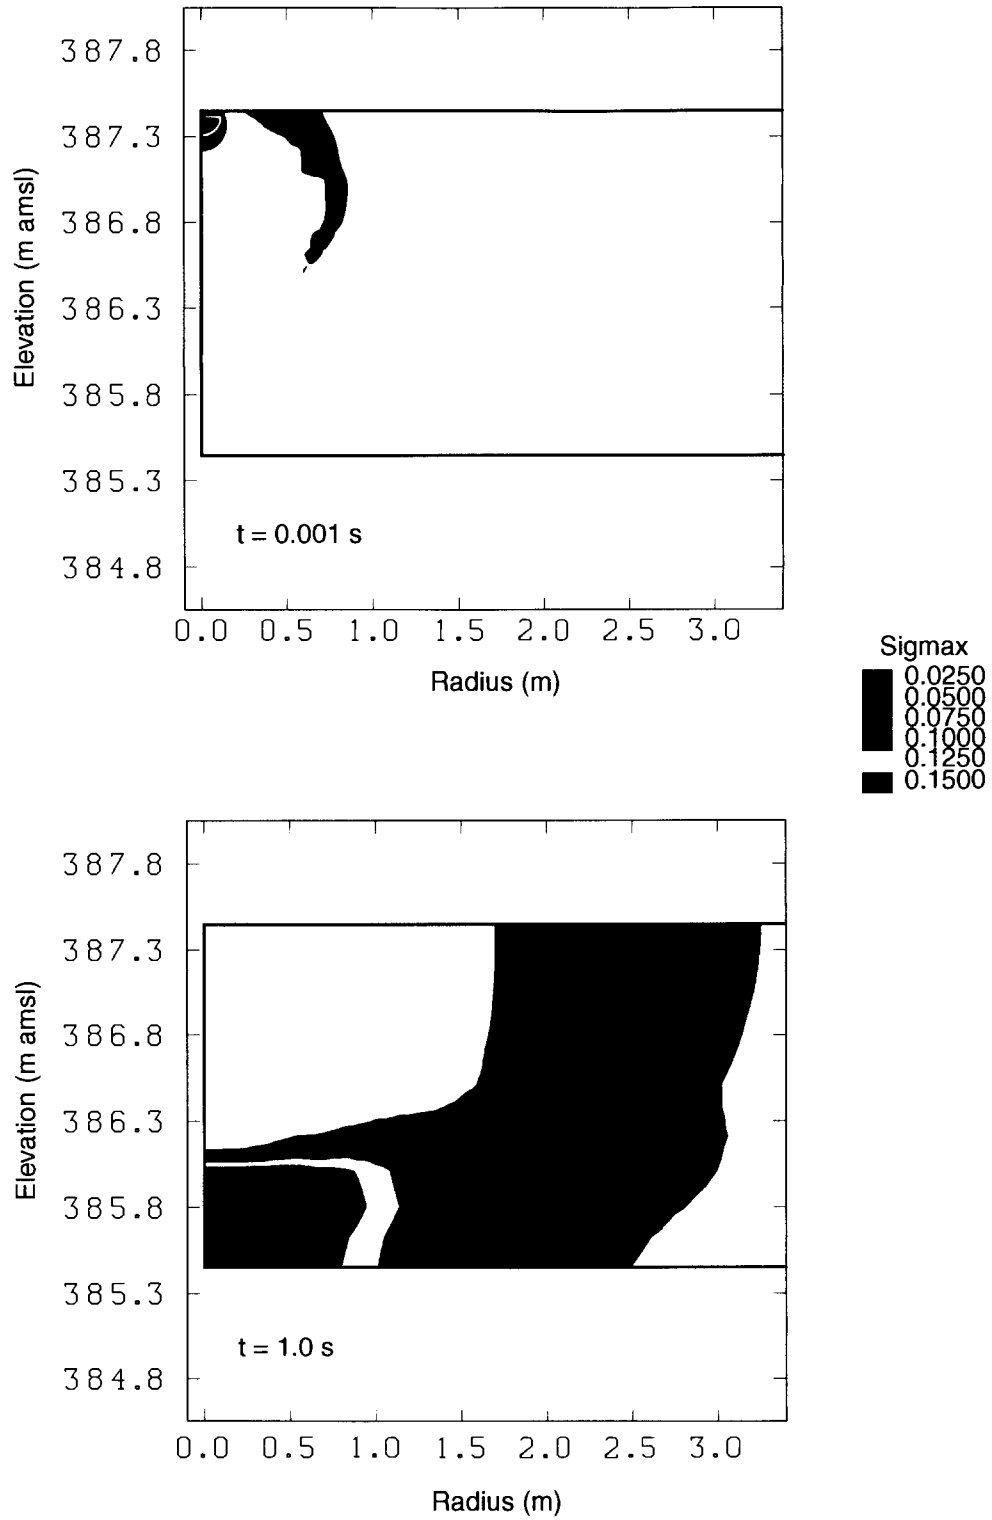 387.8
387.3
386.8
386.3
385.8
385.3
384.8
Elevation (m amsl)
t = 0.001 s
0.0 0.5 1.0 1.5 2.0 2.5 3.0
Radius (m)
Sigmax
0.0250
0.0500
0.0750
0.1000
0.1250
0.1500
387.8
387.3
386.8
386.3
385.8
385.3
384.8
Elevation (m amsl)
t = 1.0 s
0.0 0.5 1.0 1.5 2.0 2.5 3.0
Radius (m)